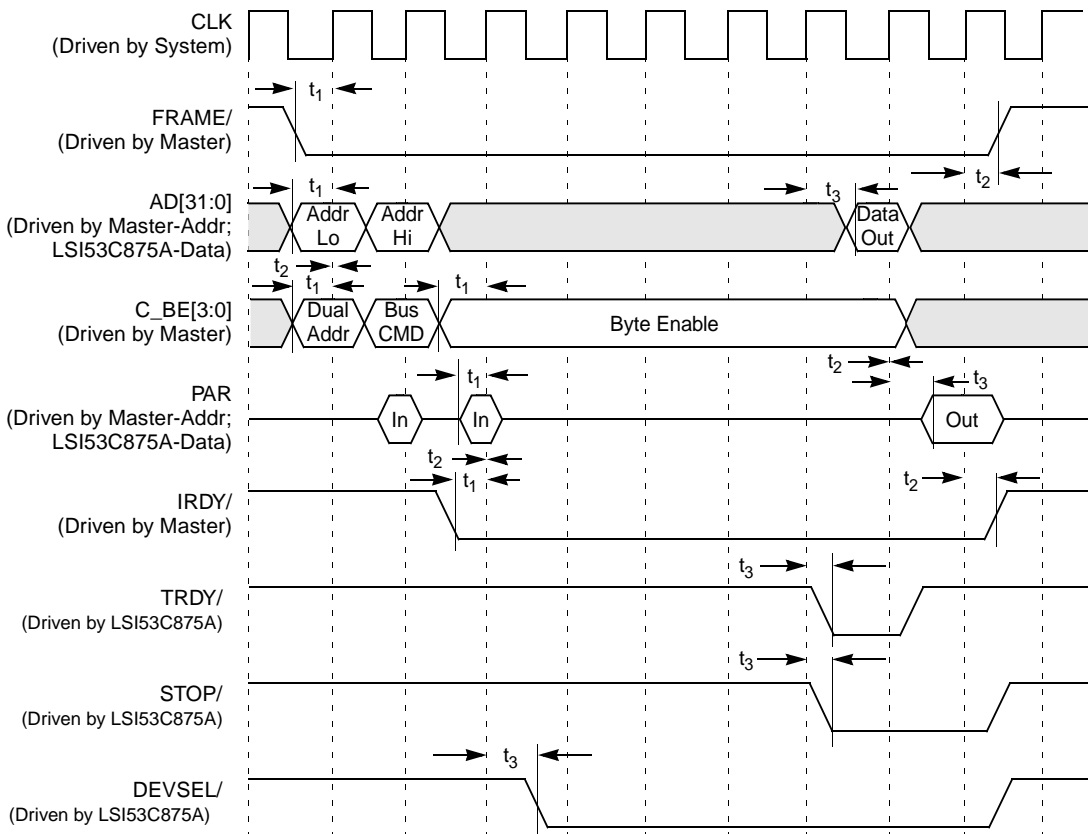 CLK
(Driven by System)
t1
FRAME/
(Driven by Master)
t2
t1
t3
AD[31:0]
(Driven by Master-Addr;
LSI53C875A-Data)
Addr
Lo
Addr
Hi
Data
Out
t2
t1
t1
C_BE[3:0]
(Driven by Master)
Dual
Addr
Bus
CMD
Byte Enable
t2
t1
t3
PAR
(Driven by Master-Addr;
LSI53C875A-Data)
In
In
Out
t2
t1
t2
IRDY/
(Driven by Master)
t3
TRDY/
(Driven by LSI53C875A)
t3
STOP/
(Driven by LSI53C875A)
t3
DEVSEL/
(Driven by LSI53C875A)